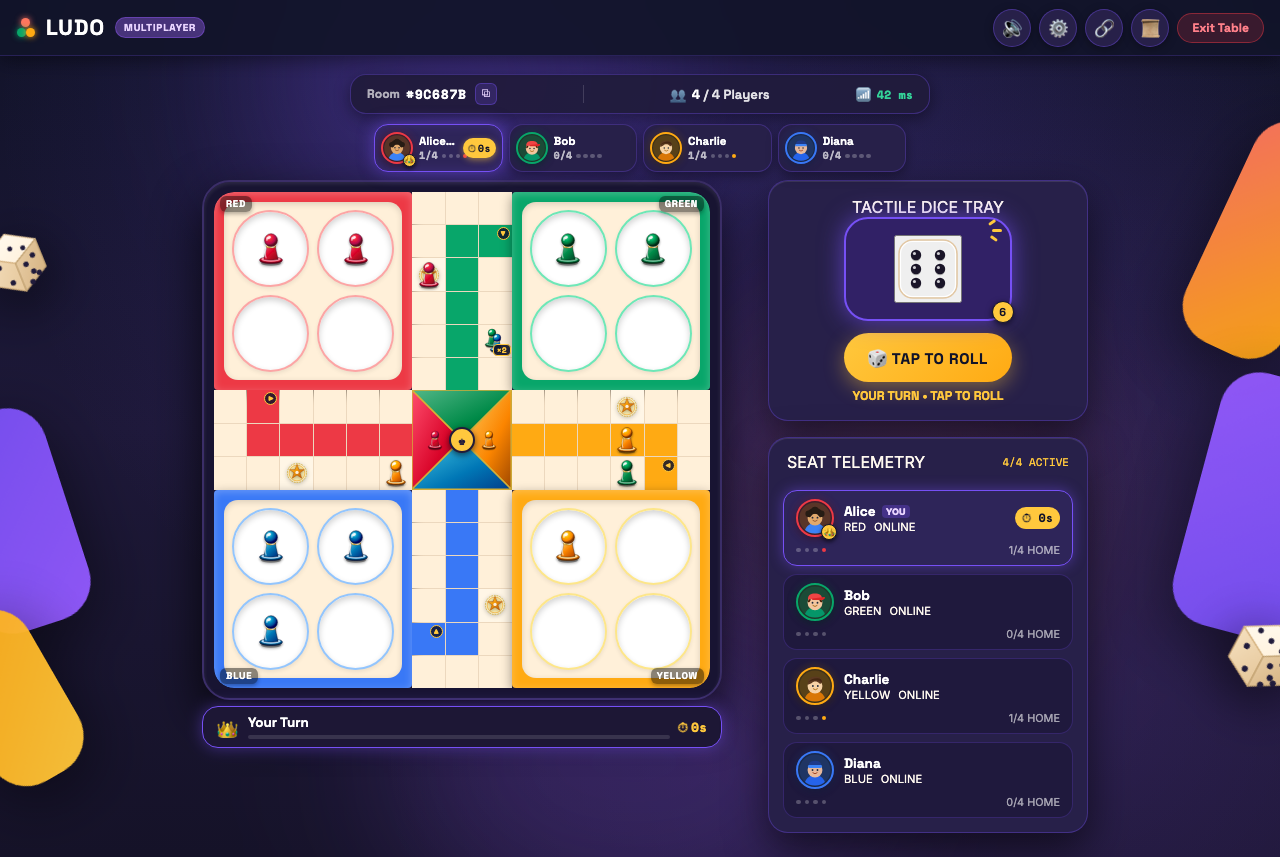 LUDO MULTIPLAYER
Exit Table
Room #9C687B
4 / 4 Players
42 ms
Alice...
1/4
0s
Bob
0/4
Charlie
1/4
Diana
0/4
RED
GREEN
×2
BLUE
YELLOW
Your Turn
0s
TACTILE DICE TRAY
6
TAP TO ROLL
YOUR TURN • TAP TO ROLL
SEAT TELEMETRY
4/4 ACTIVE
Alice YOU
RED ONLINE
0s
1/4 HOME
Bob
GREEN ONLINE
0/4 HOME
Charlie
YELLOW ONLINE
1/4 HOME
Diana
BLUE ONLINE
0/4 HOME